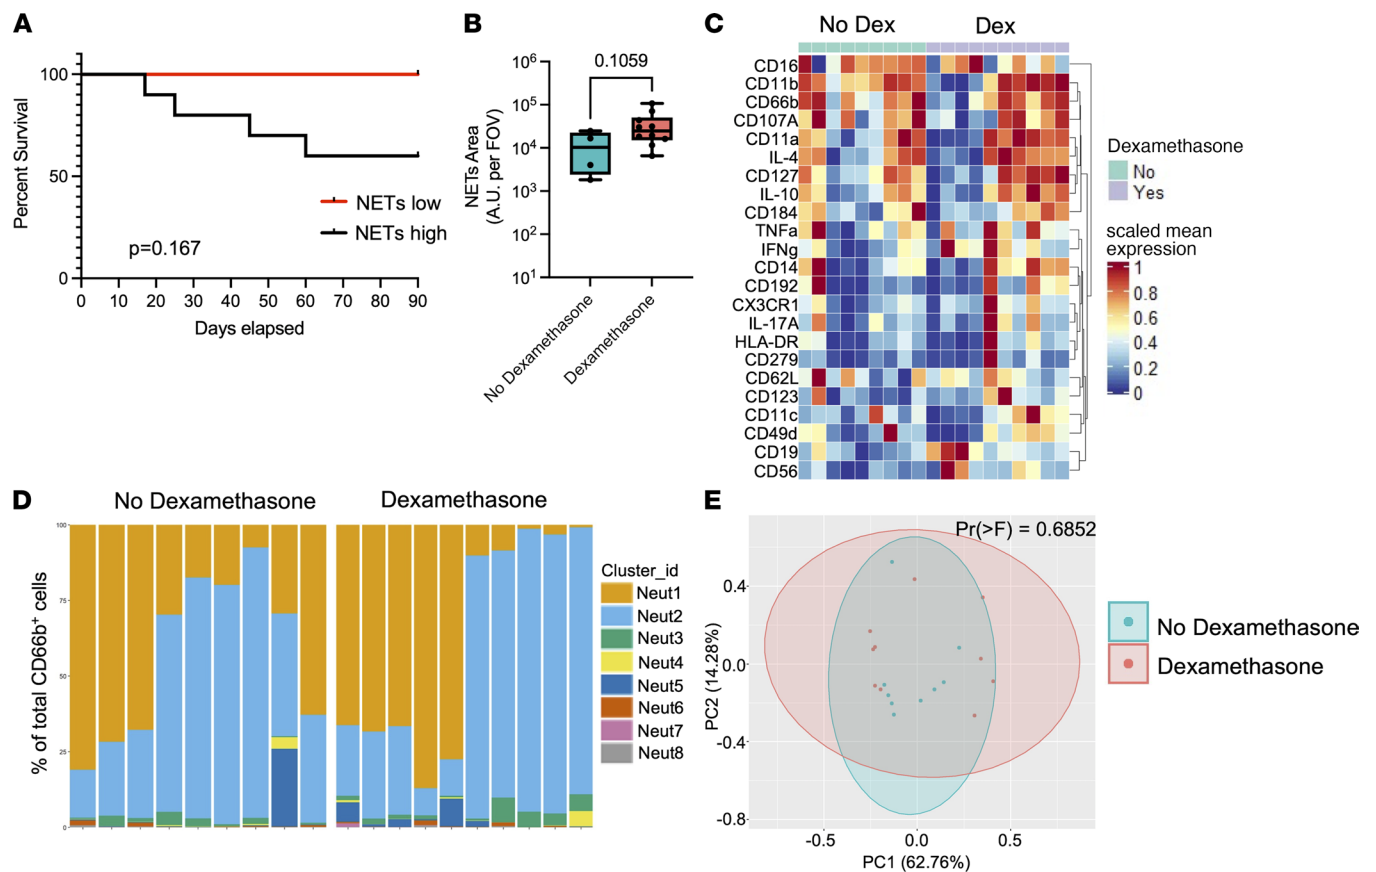 A
Percent Survival
100
50
0
0 10 20 30 40 50 60 70 80 90
Days elapsed
NETs low
NETs high
p=0.167
B
NETs Area
(A.U. per FOV)
0.1059
10⁶
10⁵
10⁴
10³
10²
10¹
No Dexamethasone
Dexamethasone
C
No Dex
Dex
CD16
CD11b
CD66b
CD107A
CD11a
IL-4
CD127
IL-10
CD184
TNFa
IFNg
CD14
CD192
CX3CR1
IL-17A
HLA-DR
CD279
CD62L
CD123
CD11c
CD49d
CD19
CD56
Dexamethasone
No
Yes
scaled mean
expression
1
0.8
0.6
0.4
0.2
0
D
No Dexamethasone
Dexamethasone
% of total CD66b⁺ cells
100
75
50
25
0
Cluster_id
Neut1
Neut2
Neut3
Neut4
Neut5
Neut6
Neut7
Neut8
E
Pr(>F) = 0.6852
PC2 (14.28%)
0.4
0.0
-0.4
-0.8
-0.5 0.0 0.5
PC1 (62.76%)
No Dexamethasone
Dexamethasone